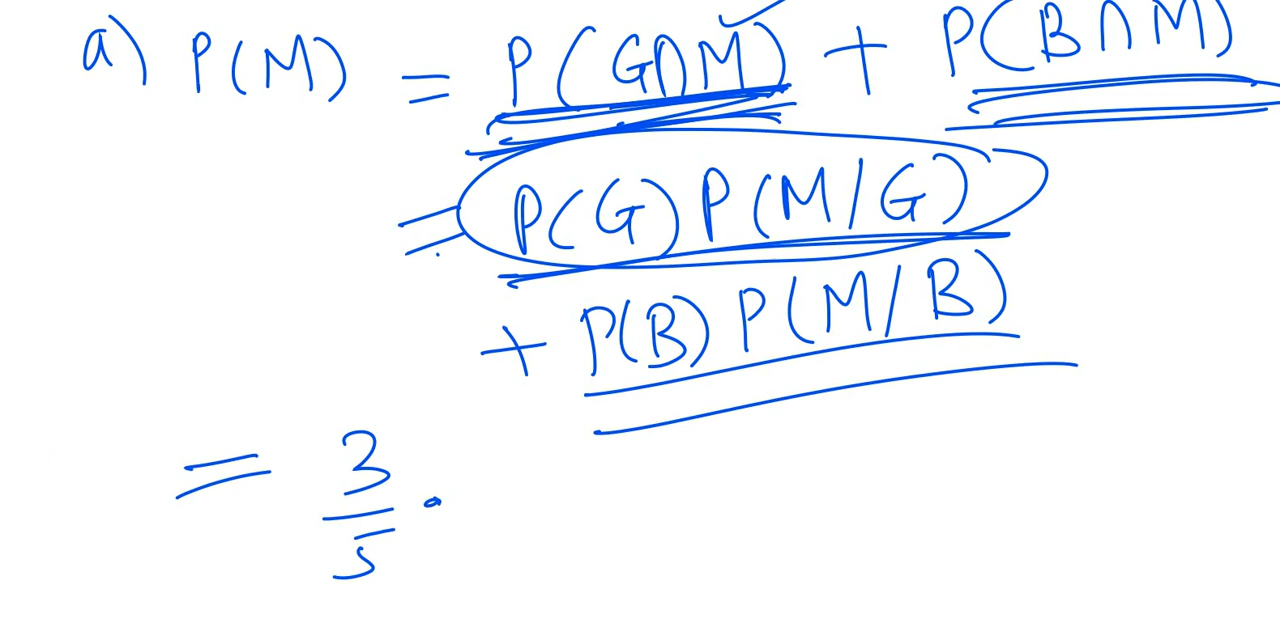 a) P(M) = P(G∩M) + P(B∩M)
= P(G) P(M/G)
+ P(B) P(M/B)
= 3/5 .